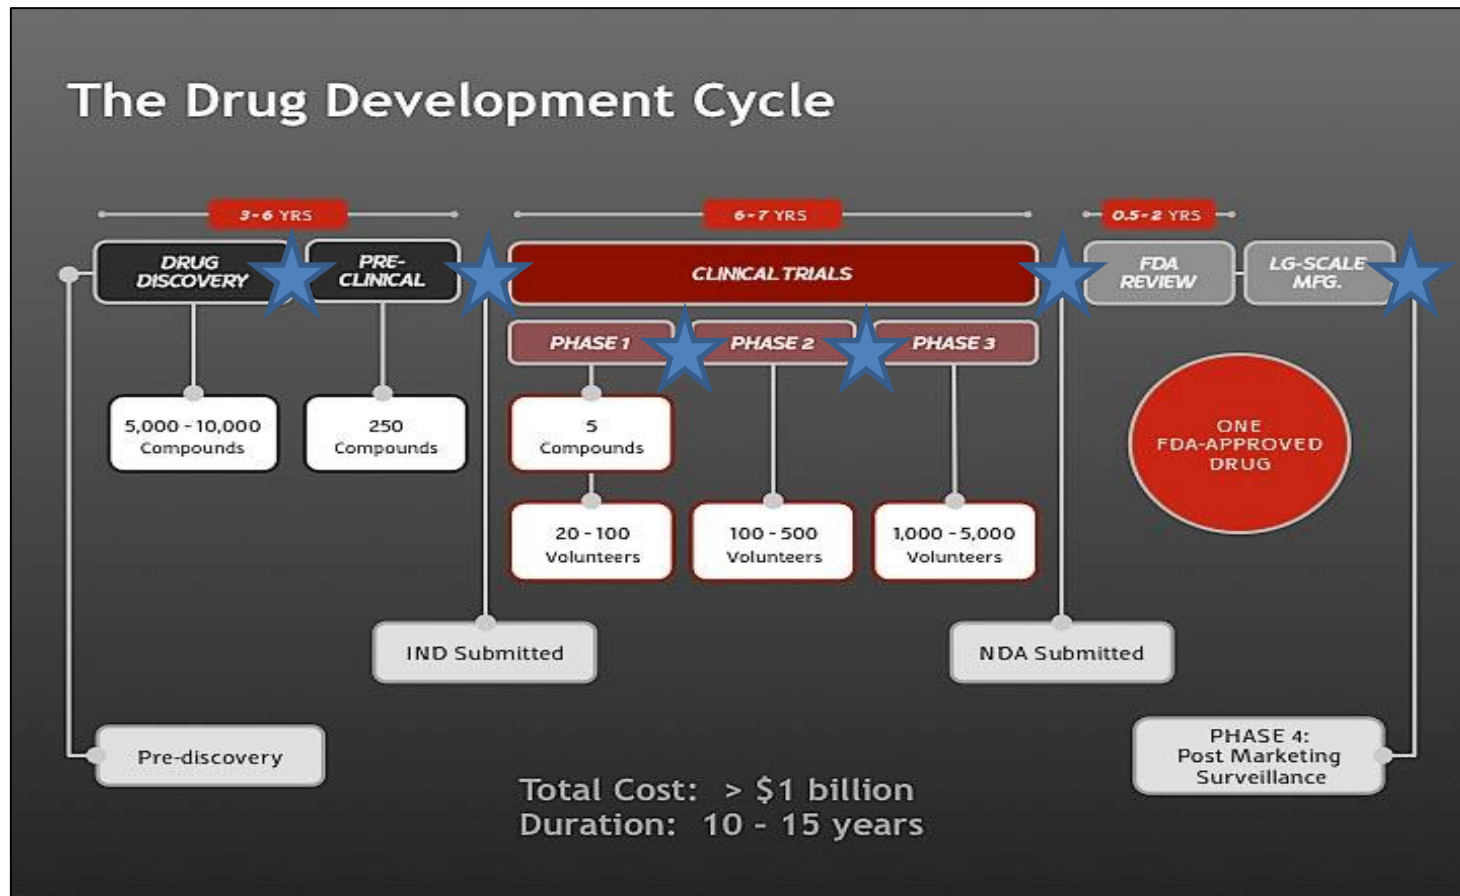 The Drug Development Cycle
3-6 YRS
6-7 YRS
0.5-2 YRS
DRUG
DISCOVERY
PRE-
CLINICAL
CLINICAL TRIALS
FDA
REVIEW
LG-SCALE
MFG.
PHASE 1
PHASE 2
PHASE 3
5,000 - 10,000
Compounds
250
Compounds
5
Compounds
ONE
FDA-APPROVED
DRUG
20 - 100
Volunteers
100 - 500
Volunteers
1,000 - 5,000
Volunteers
IND Submitted
NDA Submitted
Pre-discovery
PHASE 4:
Post Marketing
Surveillance
Total Cost: > $1 billion
Duration: 10 - 15 years